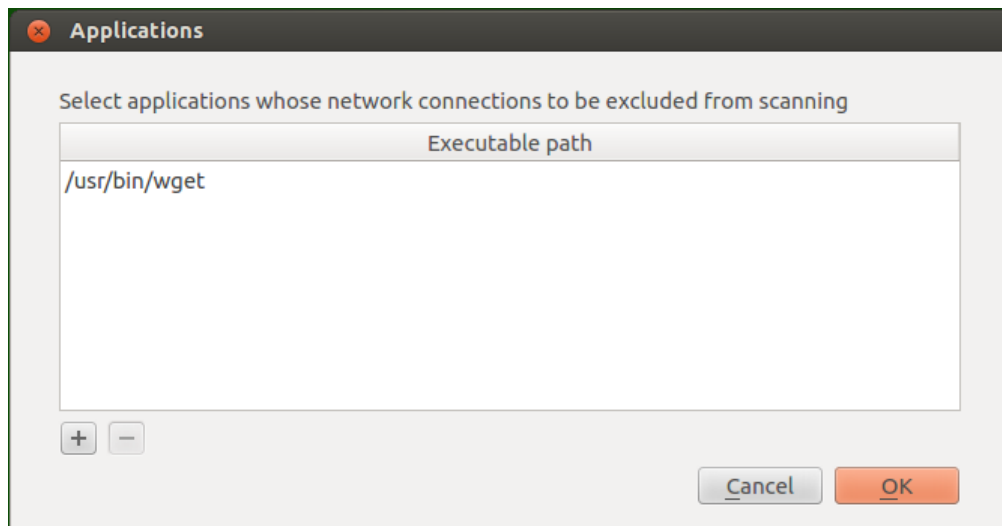 Applications
Select applications whose network connections to be excluded from scanning
Executable path
/usr/bin/wget
+ −
Cancel OK